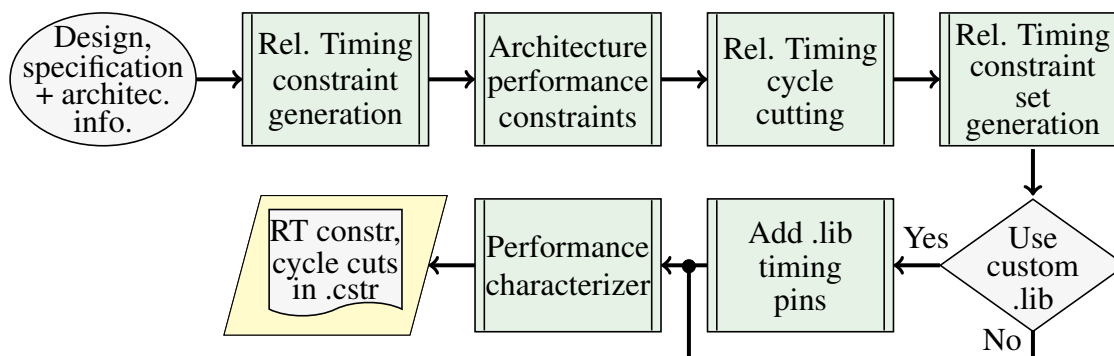 Design,
specification
+ architec.
info.
Rel. Timing
constraint
generation
Architecture
performance
constraints
Rel. Timing
cycle
cutting
Rel. Timing
constraint
set
generation
RT constr,
cycle cuts
in .cstr
Performance
characterizer
Add .lib
timing
pins
Yes
Use
custom
.lib
No